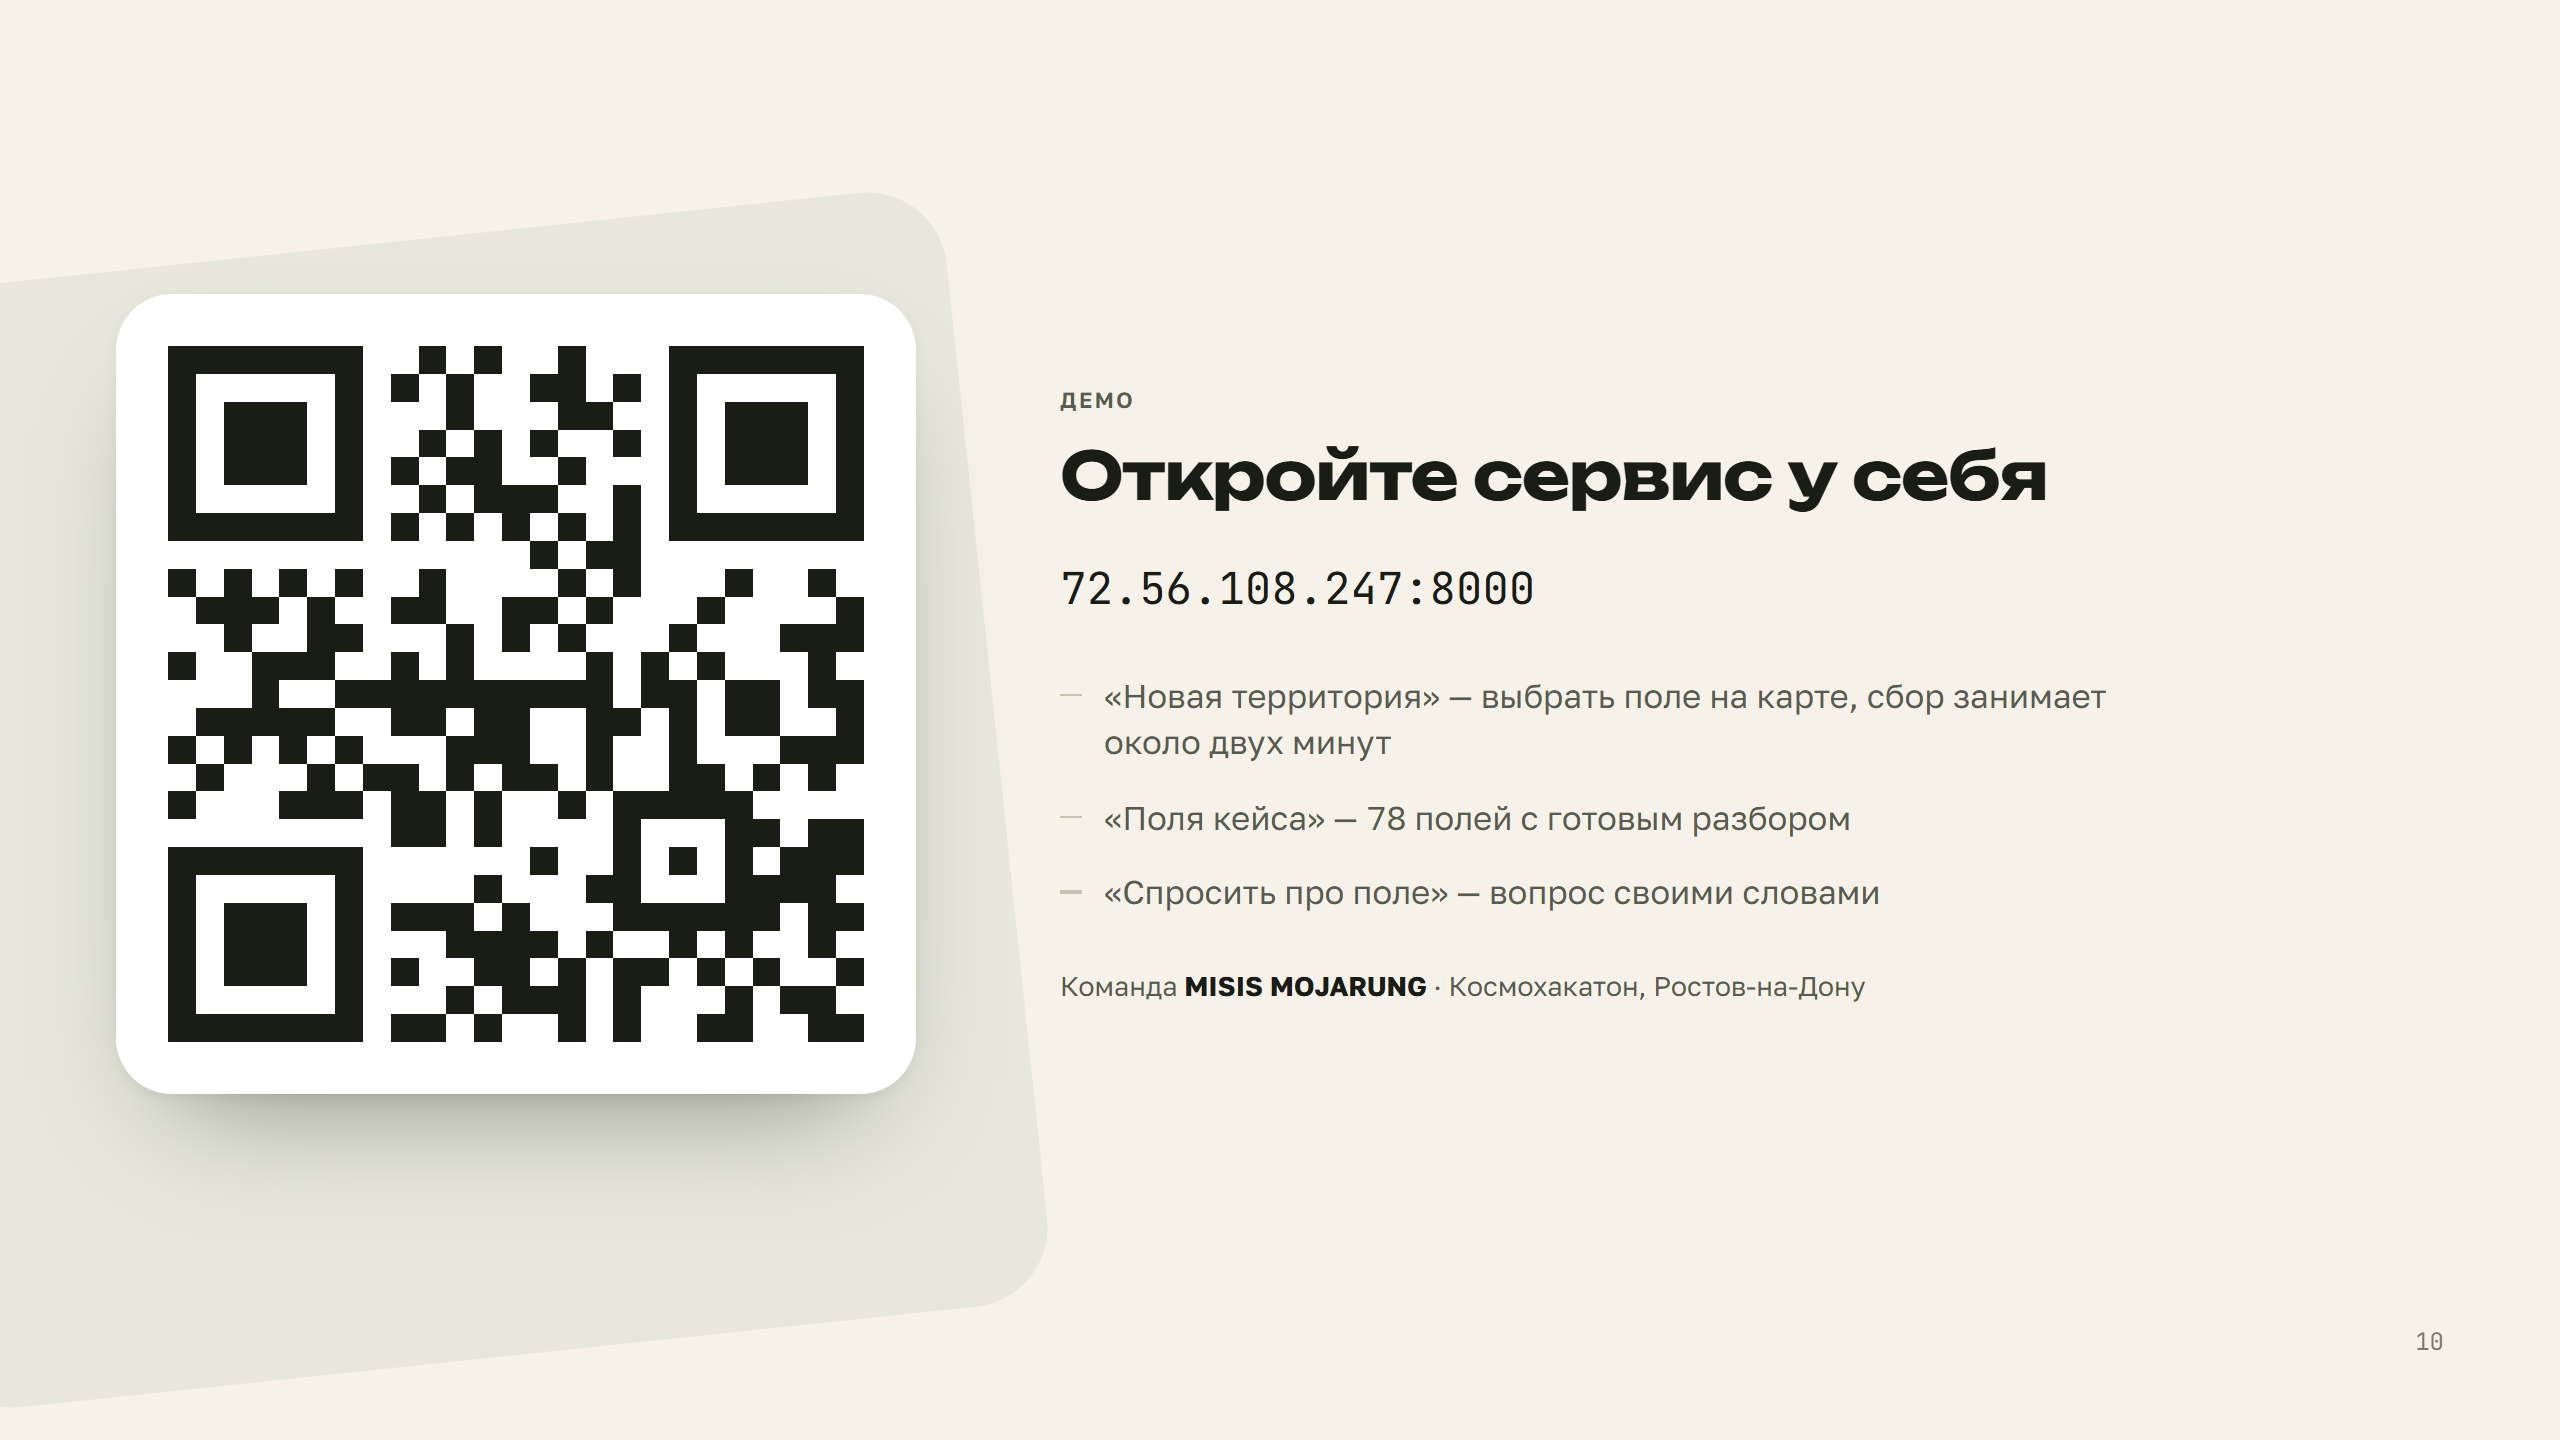 ДЕМО
Откройте сервис у себя
72.56.108.247:8000
— «Новая территория» — выбрать поле на карте, сбор занимает
около двух минут
— «Поля кейса» — 78 полей с готовым разбором
— «Спросить про поле» — вопрос своими словами
Команда MISIS MOJARUNG · Космохакатон, Ростов-на-Дону
10